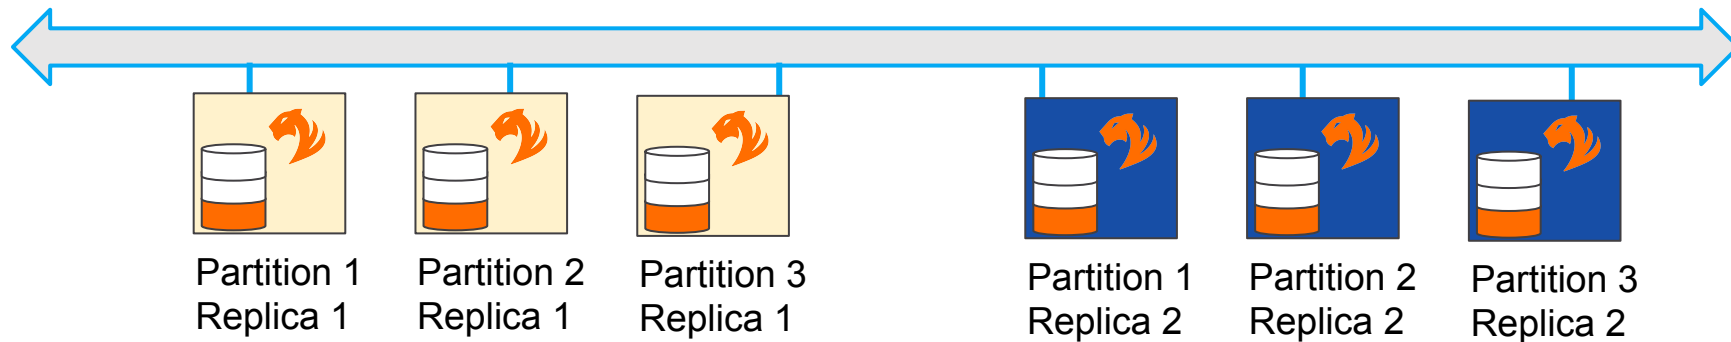 Partition 1
Replica 1
Partition 2
Replica 1
Partition 3
Replica 1
Partition 1
Replica 2
Partition 2
Replica 2
Partition 3
Replica 2